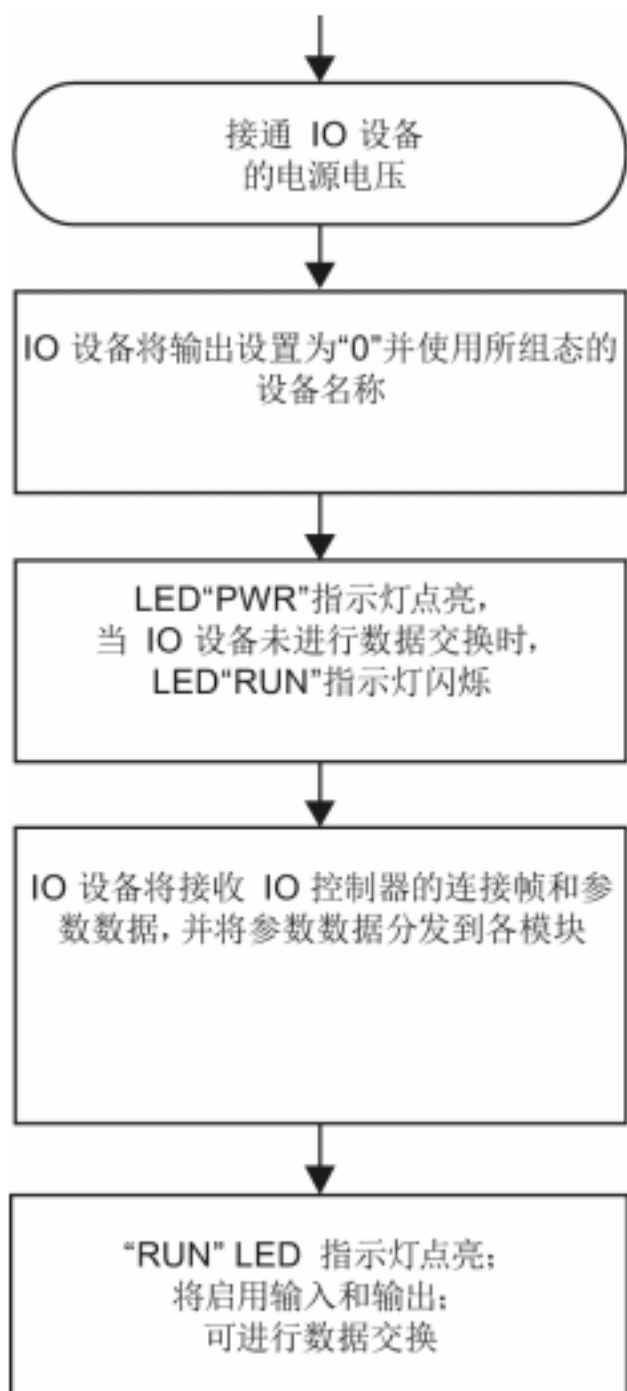 接通 IO 设备
的电源电压
IO 设备将输出设置为“0”并使用所组态的
设备名称
LED“PWR”指示灯点亮，
当 IO 设备未进行数据交换时，
LED“RUN”指示灯闪烁
IO 设备将接收 IO 控制器的连接帧和参
数数据，并将参数数据分发到各模块
“RUN” LED 指示灯点亮；
将启用输入和输出；
可进行数据交换